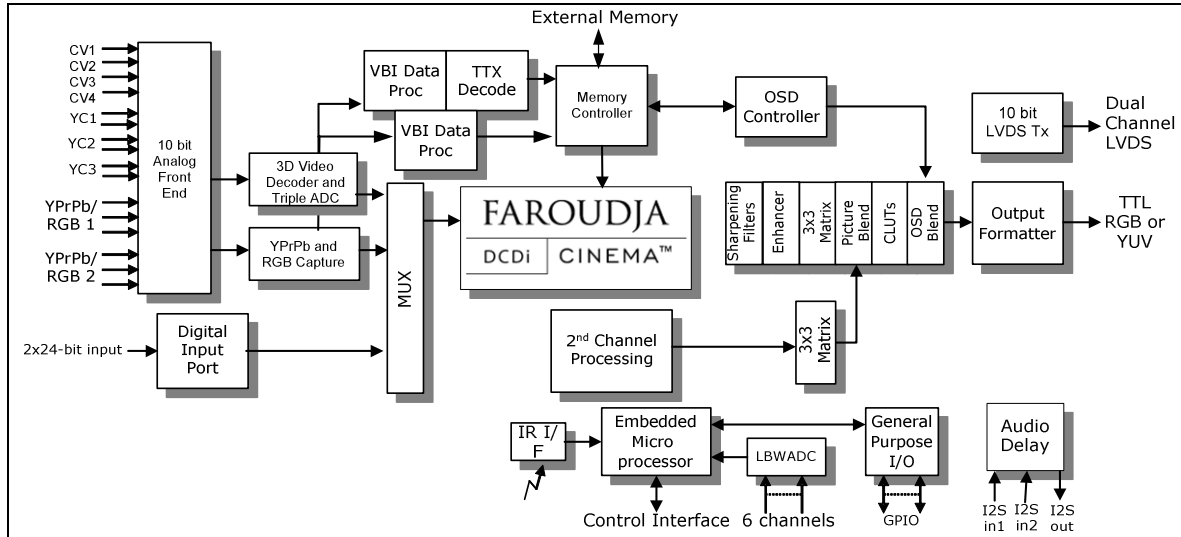 External Memory
CV1
CV2
CV3
CV4
YC1
YC2
YC3
YPrPb/
RGB 1
YPrPb/
RGB 2
10 bit
Analog
Front
End
VBI Data
Proc
TTX
Decode
VBI Data
Proc
Memory
Controller
OSD
Controller
10 bit
LVDS Tx
Dual
Channel
LVDS
3D Video
Decoder and
Triple ADC
YPrPb and
RGB Capture
MUX
FAROUDJA
DCDi
CINEMA™
Sharpening
Filters
Enhancer
3x3
Matrix
Picture
Blend
CLUTs
OSD
Blend
Output
Formatter
TTL
RGB or
YUV
2x24-bit input
Digital
Input
Port
2nd Channel
Processing
3x3
Matrix
IR I/
F
Embedded
Micro
processor
LBWADC
General
Purpose
I/O
Audio
Delay
Control Interface
6 channels
GPIO
I2S
in1
I2S
in2
I2S
out